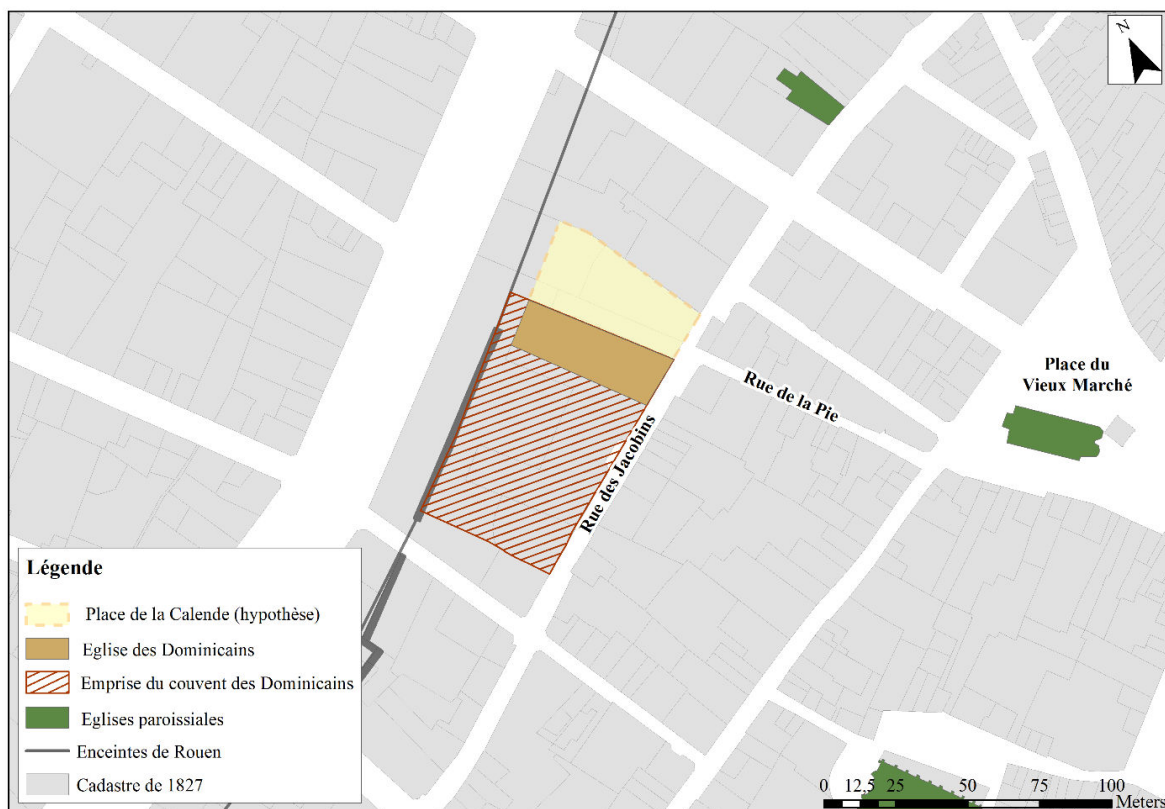 N
Place du
Vieux Marché
Rue de la Pie
Rue des Jacobins
Légende
Place de la Calende (hypothèse)
Eglise des Dominicains
Emprise du couvent des Dominicains
Eglises paroissiales
Enceintes de Rouen
Cadastre de 1827
0 12,5 25 50 75 100
Meters